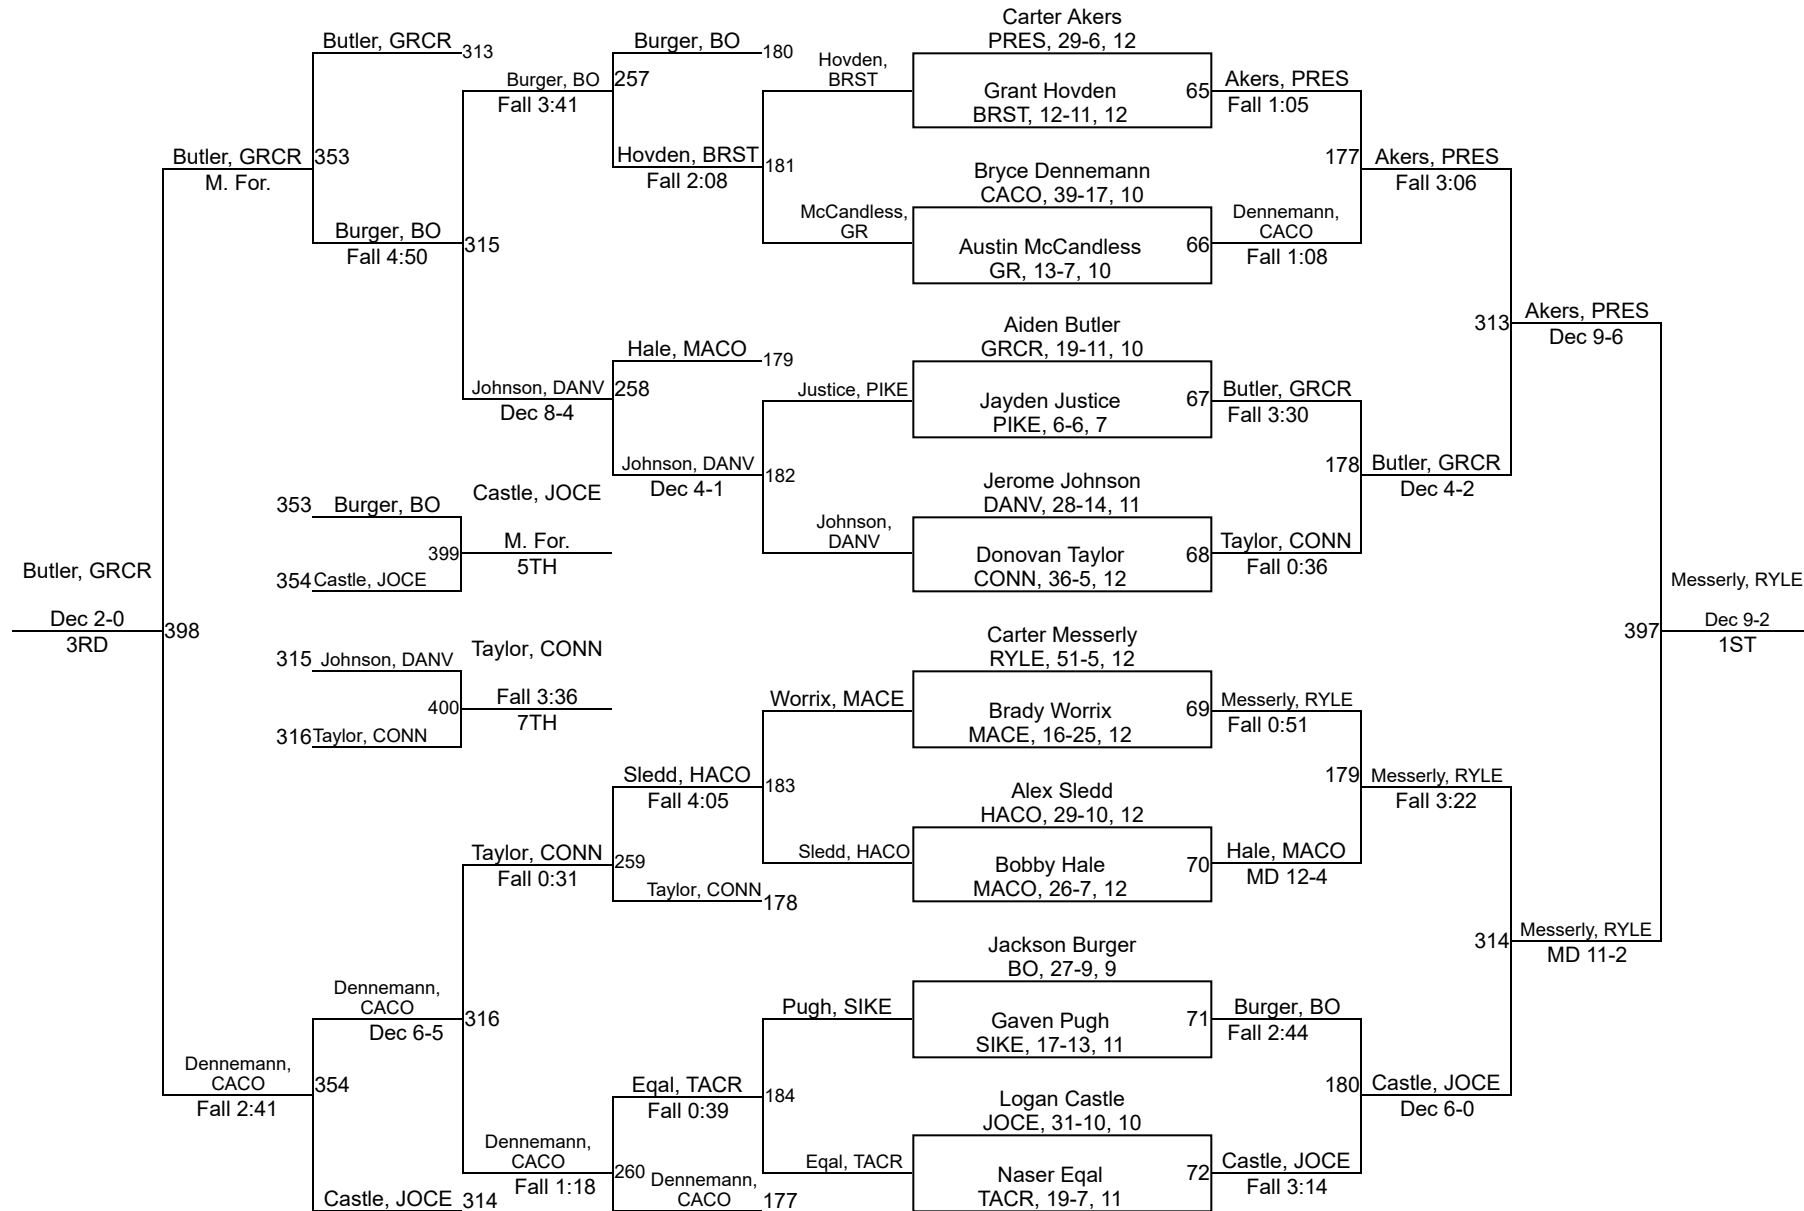 Carter Akers
PRES, 29-6, 12
Grant Hovden
BRST, 12-11, 12
65
Bryce Dennemann
CACO, 39-17, 10
Austin McCandless
GR, 13-7, 10
66
Aiden Butler
GRCR, 19-11, 10
Jayden Justice
PIKE, 6-6, 7
67
Jerome Johnson
DANV, 28-14, 11
Donovan Taylor
CONN, 36-5, 12
68
Carter Messerly
RYLE, 51-5, 12
Brady Worrix
MACE, 16-25, 12
69
Alex Sledd
HACO, 29-10, 12
Bobby Hale
MACO, 26-7, 12
70
Jackson Burger
BO, 27-9, 9
Gaven Pugh
SIKE, 17-13, 11
71
Logan Castle
JOCE, 31-10, 10
Naser Eqal
TACR, 19-7, 11
72
Akers, PRES
Fall 1:05
Dennemann,
CACO
Fall 1:08
Butler, GRCR
Fall 3:30
Taylor, CONN
Fall 0:36
Messerly, RYLE
Fall 0:51
Hale, MACO
MD 12-4
Burger, BO
Fall 2:44
Castle, JOCE
Fall 3:14
177
Akers, PRES
Fall 3:06
178
Butler, GRCR
Dec 4-2
179
Messerly, RYLE
Fall 3:22
180
Castle, JOCE
Dec 6-0
313
Akers, PRES
Dec 9-6
314
Messerly, RYLE
MD 11-2
397
Messerly, RYLE
Dec 9-2
1ST
Hovden,
BRST
McCandless,
GR
Justice, PIKE
Johnson,
DANV
Worrix, MACE
Sledd, HACO
Pugh, SIKE
Eqal, TACR
Burger, BO
180
Hovden, BRST
Fall 2:08
181
Hale, MACO
179
Johnson, DANV
Dec 4-1
182
Sledd, HACO
Fall 4:05
183
Taylor, CONN
178
Eqal, TACR
Fall 0:39
184
Dennemann,
CACO
177
Burger, BO
Fall 3:41
257
Johnson, DANV
Dec 8-4
258
Taylor, CONN
Fall 0:31
259
Dennemann,
CACO
Fall 1:18
260
Butler, GRCR
313
Burger, BO
Fall 4:50
315
Dennemann,
CACO
Dec 6-5
316
Castle, JOCE
314
Butler, GRCR
M. For.
353
Dennemann,
CACO
Fall 2:41
354
Butler, GRCR
Dec 2-0
3RD
398
353
Burger, BO
354
Castle, JOCE
399
Castle, JOCE
M. For.
5TH
315
Johnson, DANV
316
Taylor, CONN
400
Taylor, CONN
Fall 3:36
7TH